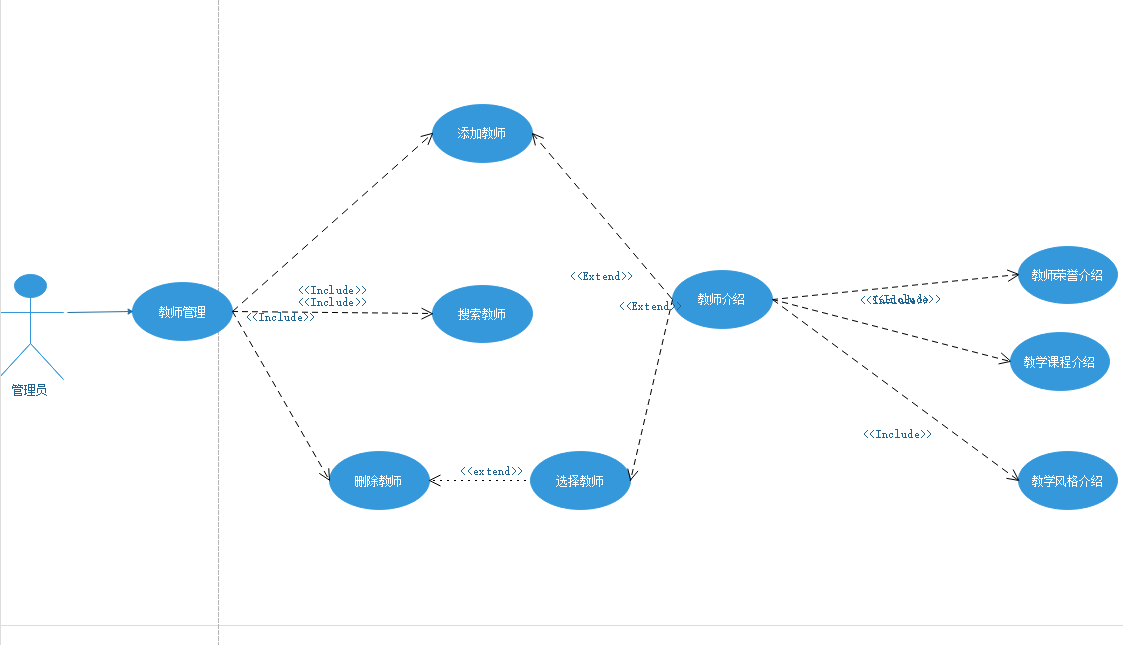 添加教师
<<Extend>>
教师荣誉介绍
<<Include>>
<<Include>>
<<Include>>
教师管理
搜索教师
<<Extend>>
教师介绍
教学课程介绍
管理员
<<Include>>
删除教师
<<extend>>
选择教师
教学风格介绍